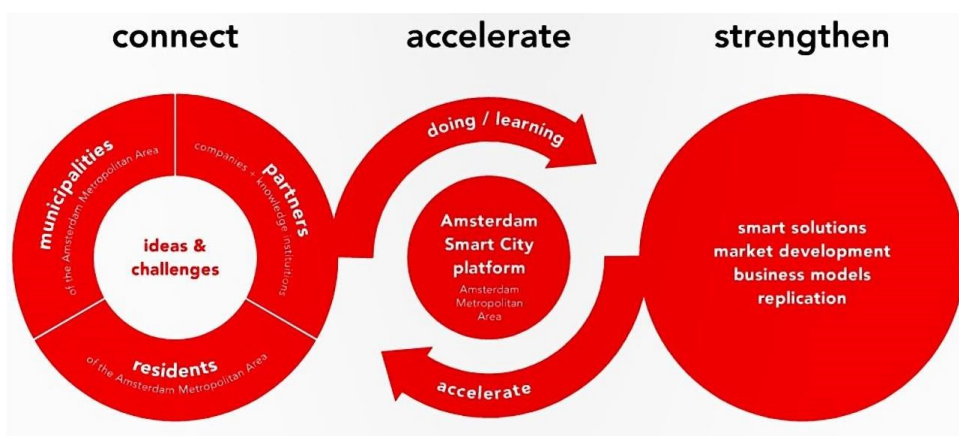 connect
accelerate
strengthen
municipalities
of the Amsterdam Metropolitan Area
partners
companies + knowledge instituitions
ideas &
challenges
residents
of the Amsterdam Metropolitan Area
doing / learning
Amsterdam
Smart City
platform
Amsterdam
Metropolitan
Area
accelerate
smart solutions
market development
business models
replication